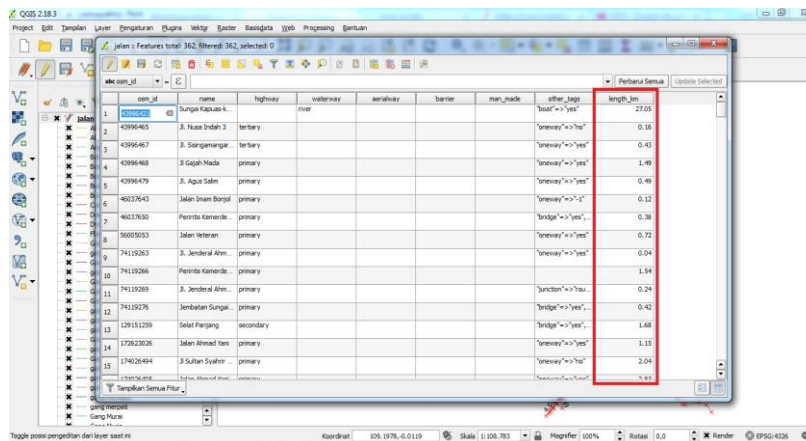 QGIS 2.18.3
Project Edit Tampilan Layer Pengaturan Plugins Vektor Raster Basisdata Web Progessing Bantuan
jalan :: Features total: 362, filtered: 362, selected: 0
abc osm_id = ε Perbarui Semua Update Selected
osm_id name highway waterway aerialway barrier man_made other_tags length_km
1 43996423 Sungai Kapuas-k... river "boat"=>"yes" 27.05
2 43996465 Jl. Nusa Indah 3 tertiary "oneway"=>"no" 0.16
3 43996467 Jl. Sisingamangar... tertiary "oneway"=>"yes" 0.43
4 43996468 Jl Gajah Mada primary "oneway"=>"yes" 1.49
5 43996479 Jl. Agus Salim primary "oneway"=>"yes" 0.49
6 46037643 Jalan Imam Bonjol primary "oneway"=>"-1" 0.12
7 46037650 Perintis Kemerde... primary "bridge"=>"yes",... 0.38
8 56005053 Jalan Veteran primary "oneway"=>"yes" 0.72
9 74119263 Jl. Jenderal Ahm... primary "oneway"=>"yes" 0.04
10 74119266 Perintis Kemerde... primary 1.54
11 74119269 Jl. Jenderal Ahm... primary "junction"=>"rou... 0.24
12 74119276 Jembatan Sungai... primary "bridge"=>"yes",... 0.42
13 129151259 Selat Panjang secondary "bridge"=>"yes",... 1.68
14 172623026 Jalan Ahmad Yani primary "oneway"=>"yes" 1.15
15 174026494 Jl Sultan Syahrir ... primary "oneway"=>"no" 2.04
Tampilkan Semua Fitur
jalan
gang merpati
Gang Murai
Toggle posisi pengeditan dari layer saat ini Koordinat 109.1978,-0.0119 Skala 1:108.783 Magnifier 100% Rotasi 0,0 Render EPSG:4326